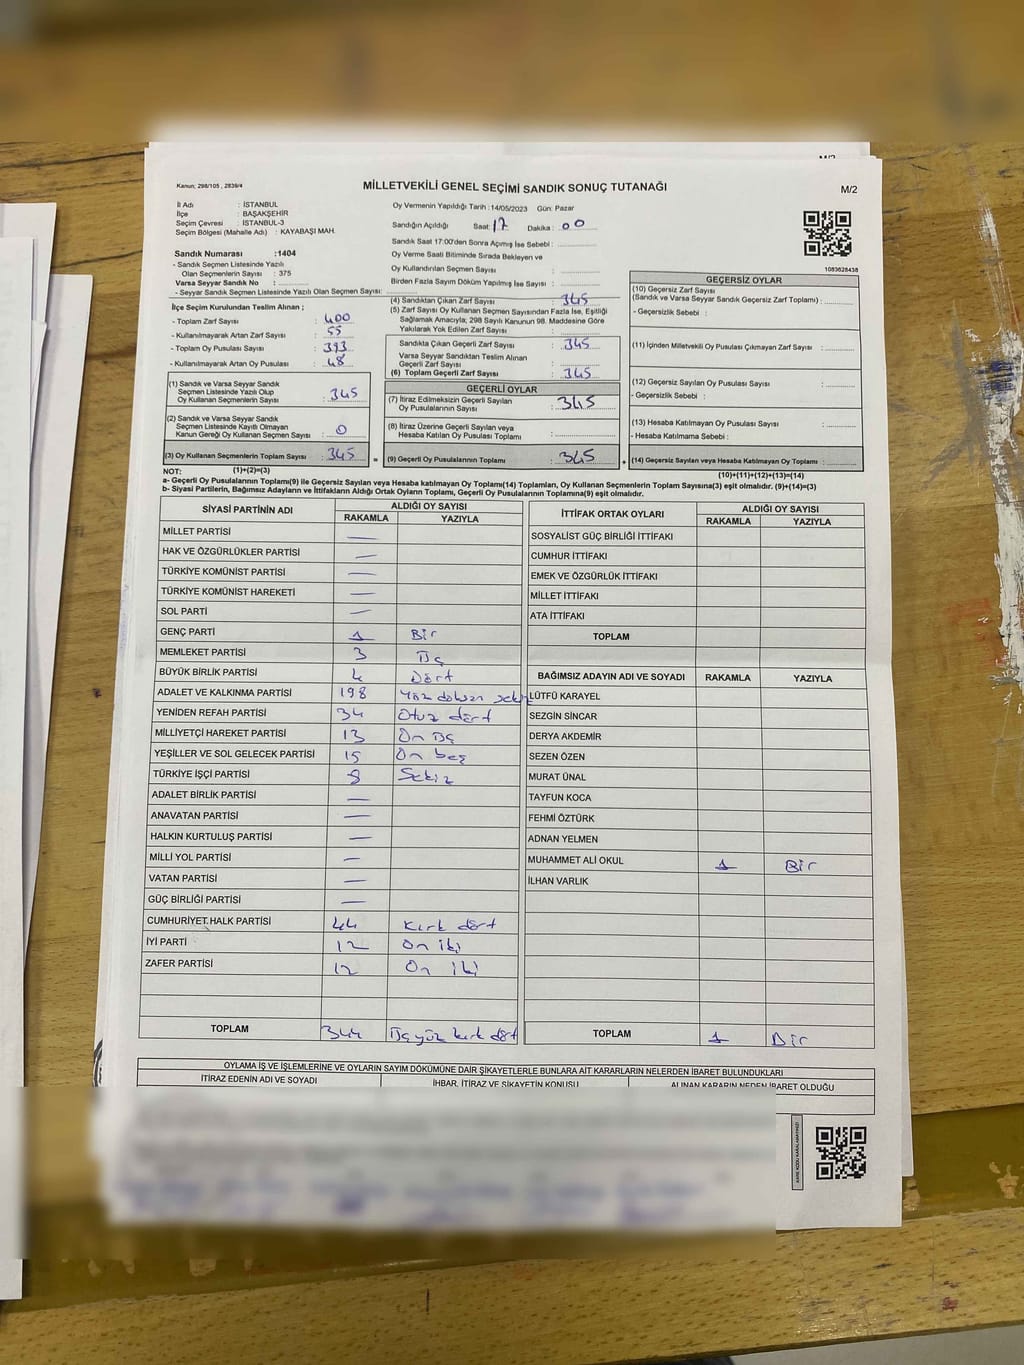 M/2
Kanun; 298/105 , 2839/4
MİLLETVEKİLİ GENEL SEÇİMİ SANDIK SONUÇ TUTANAĞI
M/2
İl Adı : İSTANBUL
İlçe : BAŞAKŞEHİR
Seçim Çevresi : İSTANBUL-3
Seçim Bölgesi (Mahalle Adı) : KAYABAŞI MAH.
Sandık Numarası :1404
- Sandık Seçmen Listesinde Yazılı
Olan Seçmenlerin Sayısı : 375
Varsa Seyyar Sandık No :
- Seyyar Sandık Seçmen Listesinde Yazılı Olan Seçmen Sayısı:
İlçe Seçim Kurulundan Teslim Alınan ;
- Toplam Zarf Sayısı : 400
- Kullanılmayarak Artan Zarf Sayısı : 55
- Toplam Oy Pusulası Sayısı : 393
- Kullanılmayarak Artan Oy Pusulası : 48
(1) Sandık ve Varsa Seyyar Sandık
Seçmen Listesinde Yazılı Olup
Oy Kullanan Seçmenlerin Sayısı : 345
(2) Sandık ve Varsa Seyyar Sandık
Seçmen Listesinde Kayıtlı Olmayan
Kanun Gereği Oy Kullanan Seçmen Sayısı : 0
(3) Oy Kullanan Seçmenlerin Toplam Sayısı : 345
(1)+(2)=(3)
Oy Vermenin Yapıldığı Tarih :14/05/2023 Gün: Pazar
Sandığın Açıldığı Saat: 17 Dakika : 00
Sandık Saat 17:00'den Sonra Açmış İse Sebebi :
Oy Verme Saati Bitiminde Sırada Bekleyen ve
Oy Kullandırılan Seçmen Sayısı :
Birden Fazla Sayım Döküm Yapılmış İse Sayısı :
(4) Sandıktan Çıkan Zarf Sayısı : 345
(5) Zarf Sayısı Oy Kullanan Seçmen Sayısından Fazla İse, Eşitliği
Sağlamak Amacıyla; 298 Sayılı Kanunun 98. Maddesine Göre
Yakılarak Yok Edilen Zarf Sayısı :
Sandıkta Çıkan Geçerli Zarf Sayısı : 345
Varsa Seyyar Sandıktan Teslim Alınan
Geçerli Zarf Sayısı :
(6) Toplam Geçerli Zarf Sayısı : 345
GEÇERLİ OYLAR
(7) İtiraz Edilmeksizin Geçerli Sayılan
Oy Pusulalarının Sayısı : 345
(8) İtiraz Üzerine Geçerli Sayılan veya
Hesaba Katılan Oy Pusulası Toplamı :
= (9) Geçerli Oy Pusulalarının Toplamı : 345 +
1083628438
GEÇERSİZ OYLAR
(10) Geçersiz Zarf Sayısı
(Sandık ve Varsa Seyyar Sandık Geçersiz Zarf Toplamı) :
- Geçersizlik Sebebi :
(11) İçinden Milletvekili Oy Pusulası Çıkmayan Zarf Sayısı :
(12) Geçersiz Sayılan Oy Pusulası Sayısı :
- Geçersizlik Sebebi :
(13) Hesaba Katılmayan Oy Pusulası Sayısı :
- Hesaba Katılmama Sebebi :
(14) Geçersiz Sayılan veya Hesaba Katılmayan Oy Toplamı :
(10)+(11)+(12)+(13)=(14)
NOT:
a- Geçerli Oy Pusulalarının Toplamı(9) ile Geçersiz Sayılan veya Hesaba Katılmayan Oy Toplamı(14) Toplamları, Oy Kullanan Seçmenlerin Toplam Sayısına(3) eşit olmalıdır. (9)+(14)=(3)
b- Siyasi Partilerin, Bağımsız Adayların ve İttifakların Aldığı Ortak Oyların Toplamı, Geçerli Oy Pusulasının Toplamına(9) eşit olmalıdır.
SİYASİ PARTİNİN ADI ALDIĞI OY SAYISI
RAKAMLA YAZIYLA
MİLLET PARTİSİ —
HAK VE ÖZGÜRLÜKLER PARTİSİ —
TÜRKİYE KOMÜNİST PARTİSİ —
TÜRKİYE KOMÜNİST HAREKETİ —
SOL PARTİ —
GENÇ PARTİ 1 Bir
MEMLEKET PARTİSİ 3 Üç
BÜYÜK BİRLİK PARTİSİ 4 Dört
ADALET VE KALKINMA PARTİSİ 198 Yüz doksan sekiz
YENİDEN REFAH PARTİSİ 34 Otuz dört
MİLLİYETÇİ HAREKET PARTİSİ 13 On Üç
YEŞİLLER VE SOL GELECEK PARTİSİ 15 On beş
TÜRKİYE İŞÇİ PARTİSİ 8 Sekiz
ADALET BİRLİK PARTİSİ —
ANAVATAN PARTİSİ —
HALKIN KURTULUŞ PARTİSİ —
MİLLİ YOL PARTİSİ —
VATAN PARTİSİ —
GÜÇ BİRLİĞİ PARTİSİ —
CUMHURİYET HALK PARTİSİ 44 Kırk dört
İYİ PARTİ 12 On iki
ZAFER PARTİSİ 12 On iki
TOPLAM 344 Üçyüz kırk dört
İTTİFAK ORTAK OYLARI ALDIĞI OY SAYISI
RAKAMLA YAZIYLA
SOSYALİST GÜÇ BİRLİĞİ İTTİFAKI
CUMHUR İTTİFAKI
EMEK VE ÖZGÜRLÜK İTTİFAKI
MİLLET İTTİFAKI
ATA İTTİFAKI
TOPLAM
BAĞIMSIZ ADAYIN ADI VE SOYADI RAKAMLA YAZIYLA
LÜTFÜ KARAYEL
SEZGİN SİNCAR
DERYA AKDEMİR
SEZEN ÖZEN
MURAT ÜNAL
TAYFUN KOCA
FEHMİ ÖZTÜRK
ADNAN YELMEN
MUHAMMET ALİ OKUL 1 Bir
İLHAN VARLIK
TOPLAM 1 Bir
OYLAMA İŞ VE İŞLEMLERİNE VE OYLARIN SAYIM DÖKÜMÜNE DAİR ŞİKAYETLERLE BUNLARA AİT KARARLARIN NELERDEN İBARET BULUNDUKLARI
İTİRAZ EDENİN ADI VE SOYADI İHBAR, İTİRAZ VE ŞİKAYETİN KONUSU ALINAN KARARIN NEDEN İBARET OLDUĞU